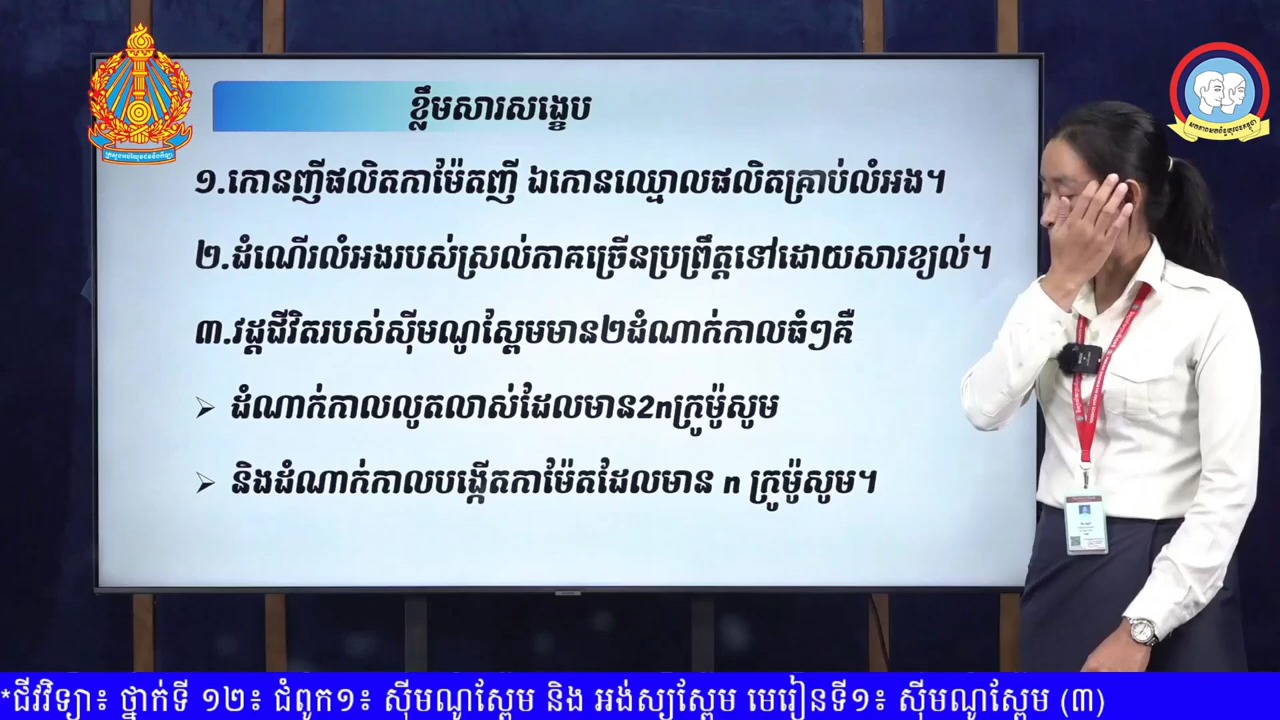 ខ្លឹមសារសង្ខេប
១.កោនញីផលិតកាម៉ែតញី ឯកោនឈ្មោលផលិតគ្រាប់លំអង។
២.ដំណើរលំអងរបស់ស្រល់ភាគច្រើនប្រព្រឹត្តទៅដោយសារខ្យល់។
៣.វដ្តជីវិតរបស់ស៊ីមណូស្ពែមមាន២ដំណាក់កាលធំៗគឺ
➢ ដំណាក់កាលលូតលាស់ដែលមាន2nក្រូម៉ូសូម
➢ និងដំណាក់កាលបង្កើតកាម៉ែតដែលមាន n ក្រូម៉ូសូម។
*ជីវវិទ្យា៖ ថ្នាក់ទី ១២៖ ជំពូក១៖ ស៊ីមណូស្ពែម និង អង់ស្យូស្ពែម មេរៀនទី១៖ ស៊ីមណូស្ពែម (៣)